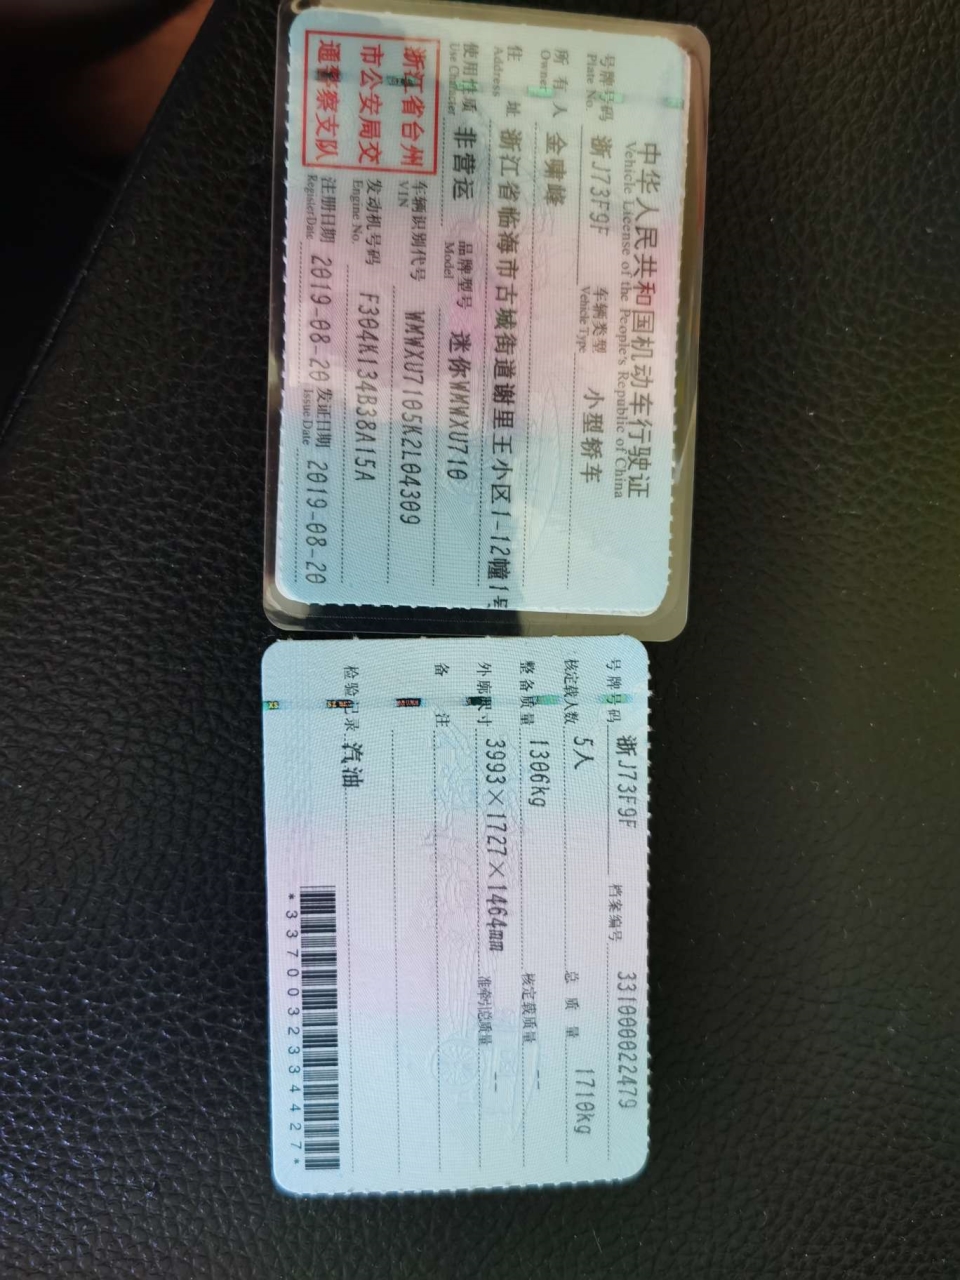 中华人民共和国机动车行驶证
Vehicle License of the People's Republic of China
号牌号码 浙J73F9F 车辆类型 小型轿车
Plate No. Vehicle Type
所有人 金啸峰
Owner
住址 浙江省临海市古城街道谢里王小区1-12幢1号
Address
使用性质 非营运 品牌型号 迷你WMWXU710
Use Character Model
浙江省台州
市公安局交
通警察支队
车辆识别代号 WMWXU7105K2L04309
VIN
发动机号码 F304K134B38A15A
Engine No.
注册日期 2019-08-20 发证日期 2019-08-20
Register Date Issue Date
号牌号码 浙J73F9F 档案编号 331000022479
核定载人数 5人 总质量 1710kg
整备质量 1306kg 核定载质量 --
外廓尺寸 3993×1727×1464mm 准牵引总质量 --
备注
检验记录 汽油
*3370032334427*